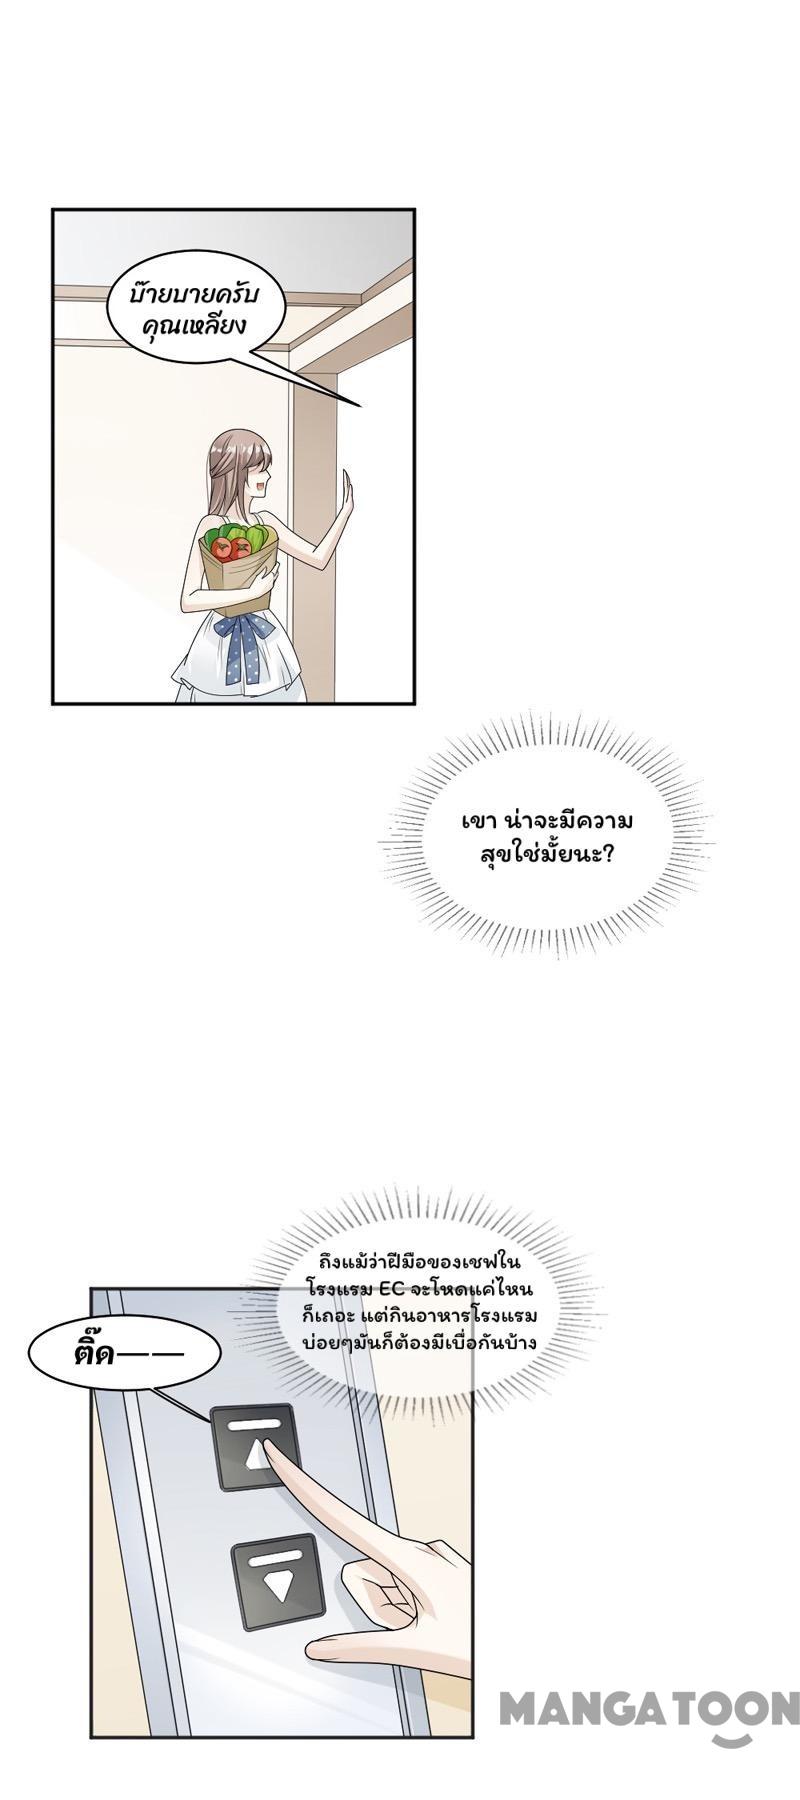 บ๊ายบายครับ
คุณเหลียง
เขา น่าจะมีความ
สุขใช่มั้ยนะ?
ถึงแม้ว่าฝีมือของเชฟใน
โรงแรม EC จะโหดแค่ไหน
ก็เถอะ แต่กินอาหารโรงแรม
บ่อยๆมันก็ต้องมีเบื่อกันบ้าง
ติ๊ด——
MANGATOON